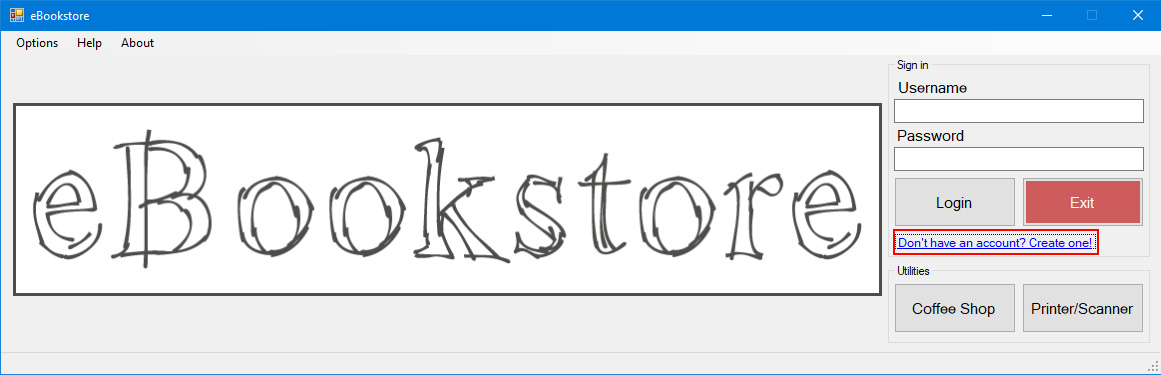 eBookstore
Options Help About
eBookstore
Sign in
Username
Password
Login Exit
Don't have an account? Create one!
Utilities
Coffee Shop Printer/Scanner